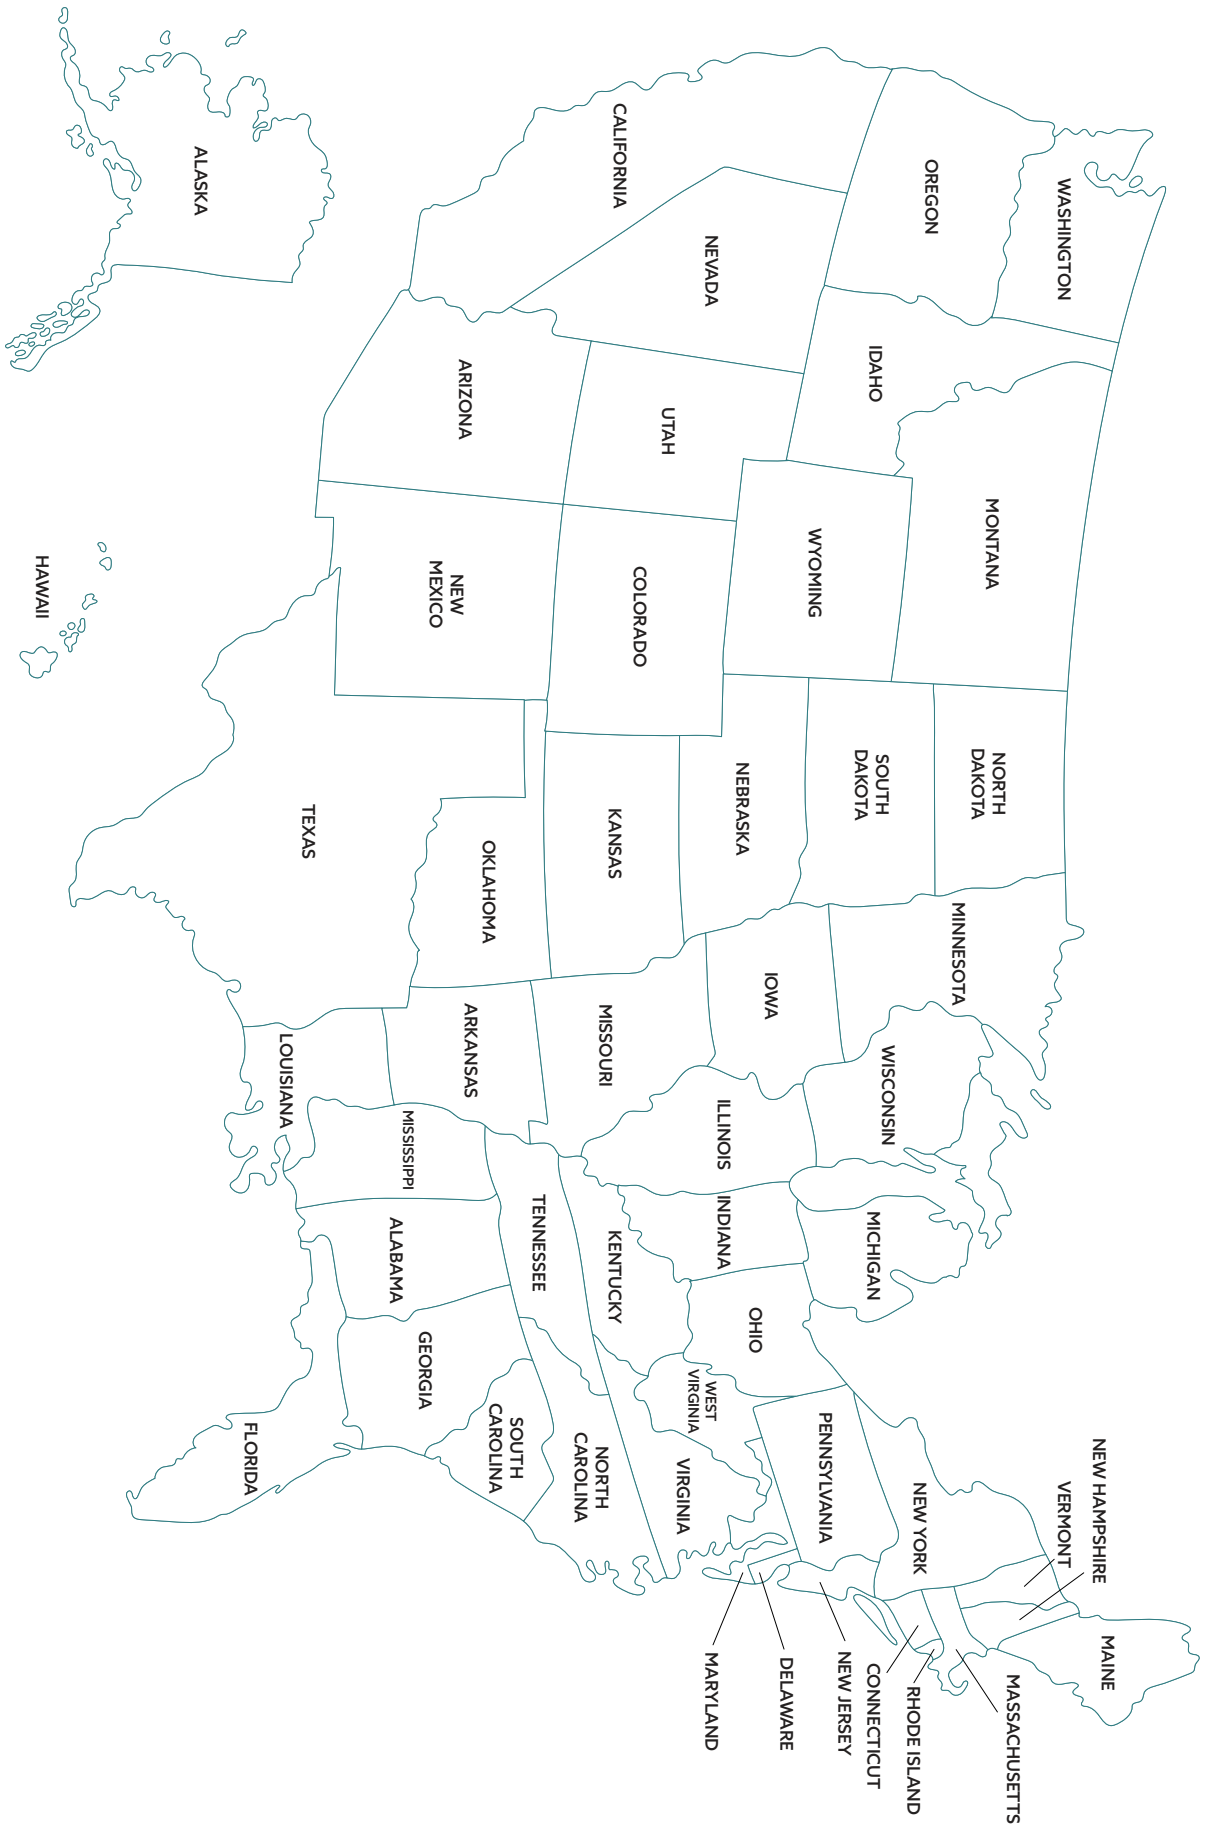 WASHINGTON
OREGON
CALIFORNIA
NEVADA
IDAHO
MONTANA
WYOMING
UTAH
ARIZONA
COLORADO
NEW
MEXICO
NORTH
DAKOTA
SOUTH
DAKOTA
NEBRASKA
KANSAS
OKLAHOMA
TEXAS
MINNESOTA
IOWA
MISSOURI
ARKANSAS
LOUISIANA
WISCONSIN
ILLINOIS
MISSISSIPPI
MICHIGAN
INDIANA
KENTUCKY
TENNESSEE
ALABAMA
OHIO
GEORGIA
FLORIDA
WEST
VIRGINIA
VIRGINIA
NORTH
CAROLINA
SOUTH
CAROLINA
PENNSYLVANIA
NEW YORK
VERMONT
NEW HAMPSHIRE
MAINE
MASSACHUSETTS
RHODE ISLAND
CONNECTICUT
NEW JERSEY
DELAWARE
MARYLAND
ALASKA
HAWAII